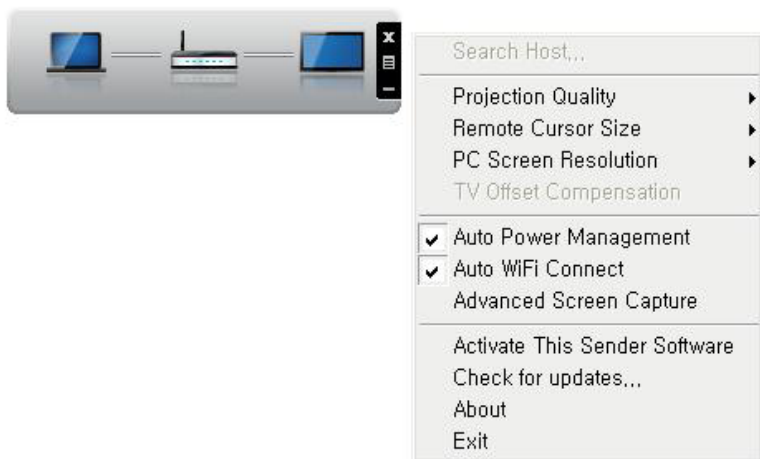 Search Host,,,
Projection Quality
Remote Cursor Size
PC Screen Resolution
TV Offset Compensation
Auto Power Management
Auto WiFi Connect
Advanced Screen Capture
Activate This Sender Software
Check for updates,,,
About
Exit